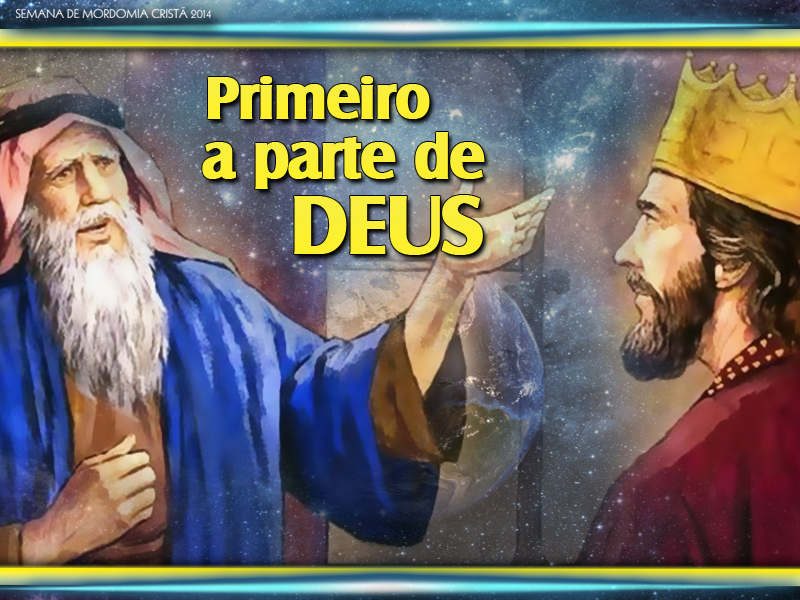 SEMANA DE MORDOMIA CRISTÃ 2014
Primeiro
a parte de
DEUS